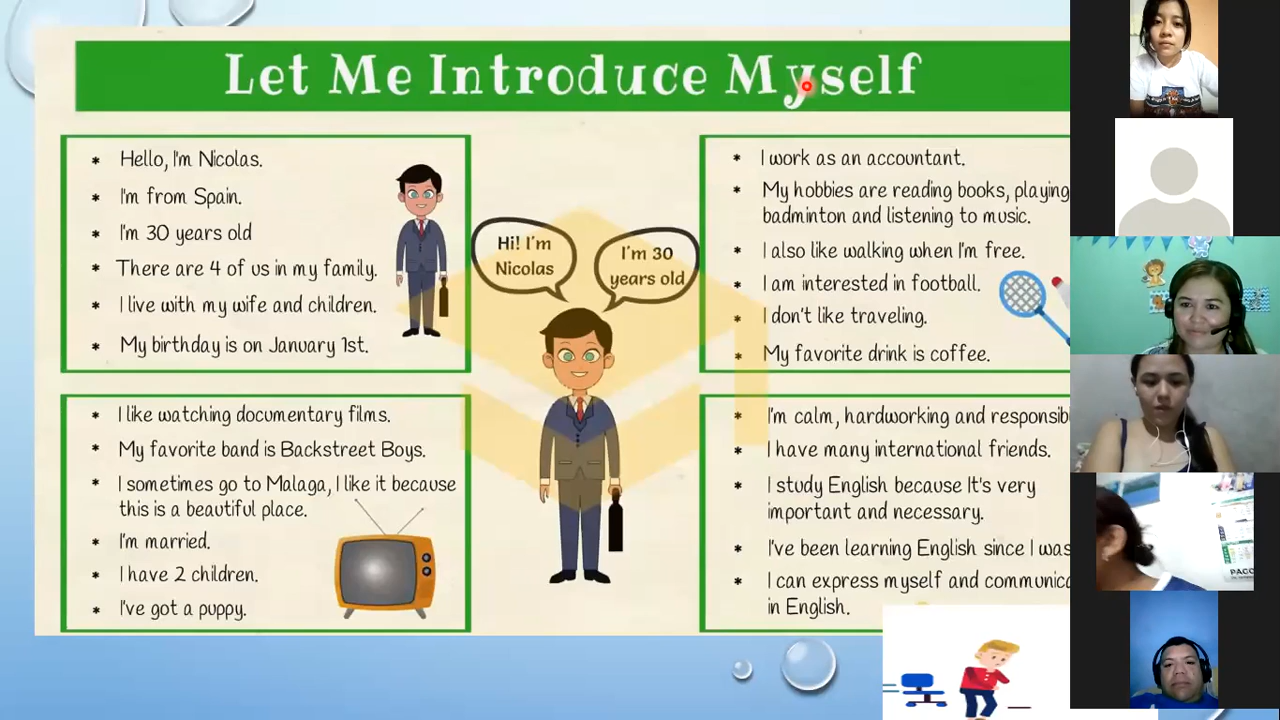 Let Me Introduce Myself
* Hello, I'm Nicolas.
* I'm from Spain.
* I'm 30 years old
* There are 4 of us in my family.
* I live with my wife and children.
* My birthday is on January 1st.
Hi! I'm
Nicolas
I'm 30
years old
* I work as an accountant.
* My hobbies are reading books, playing
badminton and listening to music.
* I also like walking when I'm free.
* I am interested in football.
* I don't like traveling.
* My favorite drink is coffee.
* I like watching documentary films.
* My favorite band is Backstreet Boys.
* I sometimes go to Malaga, I like it because
this is a beautiful place.
* I'm married.
* I have 2 children.
* I've got a puppy.
* I'm calm, hardworking and responsib
* I have many international friends.
* I study English because It's very
important and necessary.
* I've been learning English since I was
* I can express myself and communica
in English.